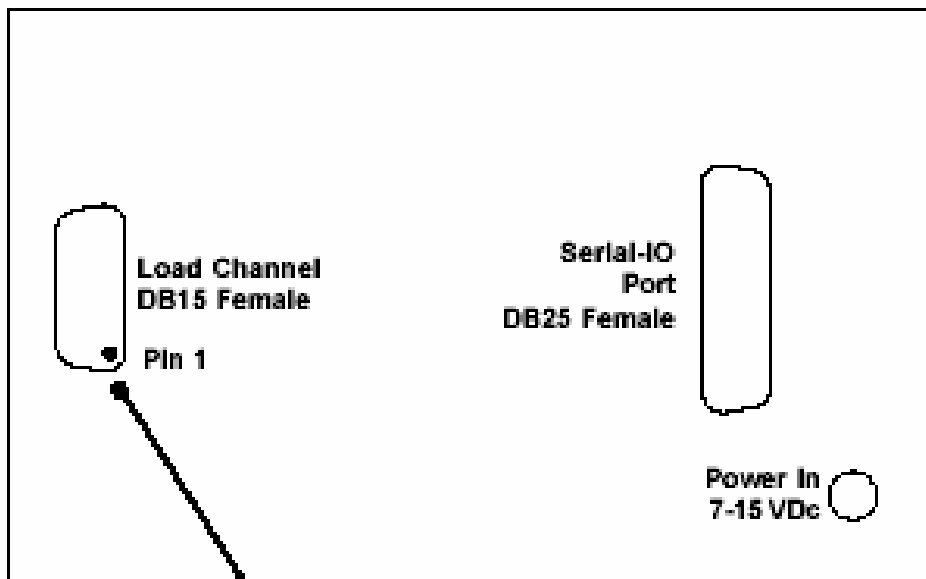 Load Channel
DB15 Female
Pin 1
Serial-IO
Port
DB25 Female
Power In
7-15 VDc